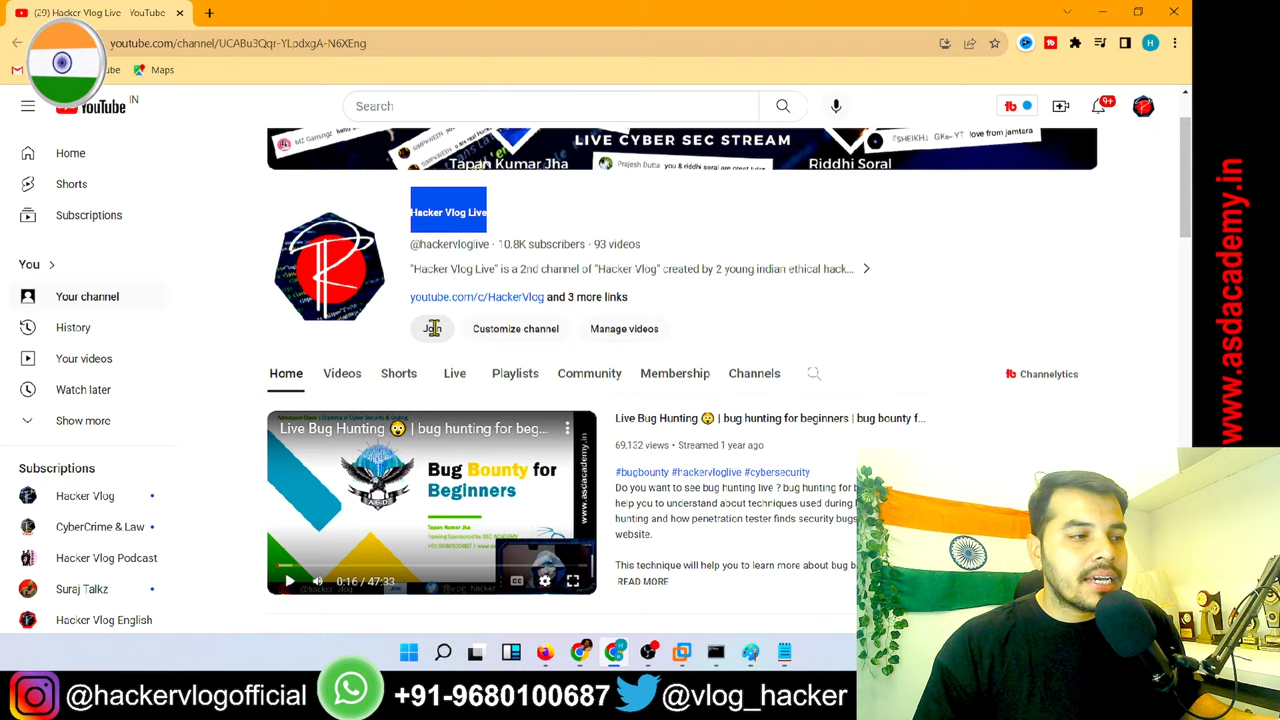 (29) Hacker Vlog Live - YouTube
youtube.com/channel/UCABu3Qqr-YLpdxgA-N6XEng
Maps
YouTube IN
Search
9+
LIVE CYBER SEC STREAM
Tapan Kumar Jha
Riddhi Soral
love from jamtara
Home
Shorts
Subscriptions
You
Your channel
History
Your videos
Watch later
Show more
Subscriptions
Hacker Vlog
CyberCrime & Law
Hacker Vlog Podcast
Suraj Talkz
Hacker Vlog English
Hacker Vlog Live
@hackervloglive · 10.8K subscribers · 93 videos
"Hacker Vlog Live" is a 2nd channel of "Hacker Vlog" created by 2 young indian ethical hack...
youtube.com/c/HackerVlog and 3 more links
Join Customize channel Manage videos
Home Videos Shorts Live Playlists Community Membership Channels
Channelytics
Live Bug Hunting 😲 | bug hunting for beg...
Bug Bounty for
Beginners
Tapan Kumar Jha
A.S.D
www.asdacademy.in
0:16 / 47:33
Live Bug Hunting 😲 | bug hunting for beginners | bug bounty f...
69,132 views • Streamed 1 year ago
#bugbounty #hackervloglive #cybersecurity
Do you want to see bug hunting live ? bug hunting for
help you to understand about techniques used during
hunting and how penetration tester finds security bugs
website.
This technique will help you to learn more about bug
READ MORE
www.asdacademy.in
@hackervlogofficial +91-9680100687 @vlog_hacker